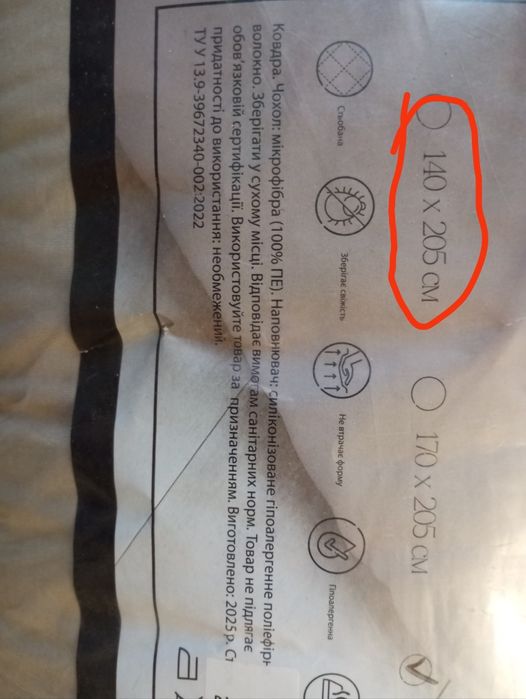 140 x 205 см
170 x 205 см
Стьобана
Зберігає свіжість
Не втрачає форму
Гіпоалергенна
Ковдра. Чохол: мікрофібра (100% ПЕ). Наповнювач: силіконізоване гіпоалергенне поліефірн
волокно. Зберігати у сухому місці. Відповідає вимогам санітарних норм. Товар не підлягає
обов'язковій сертифікації. Використовуйте товар за призначенням. Виготовлено: 2025 р. Ст
придатності до використання: необмежений.
ТУ У 13.9-39672340-002:2022